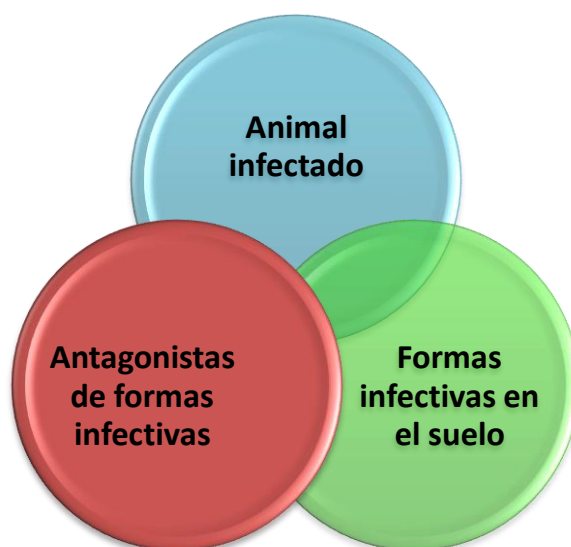 Animal
infectado
Antagonistas
de formas
infectivas
Formas
infectivas en
el suelo